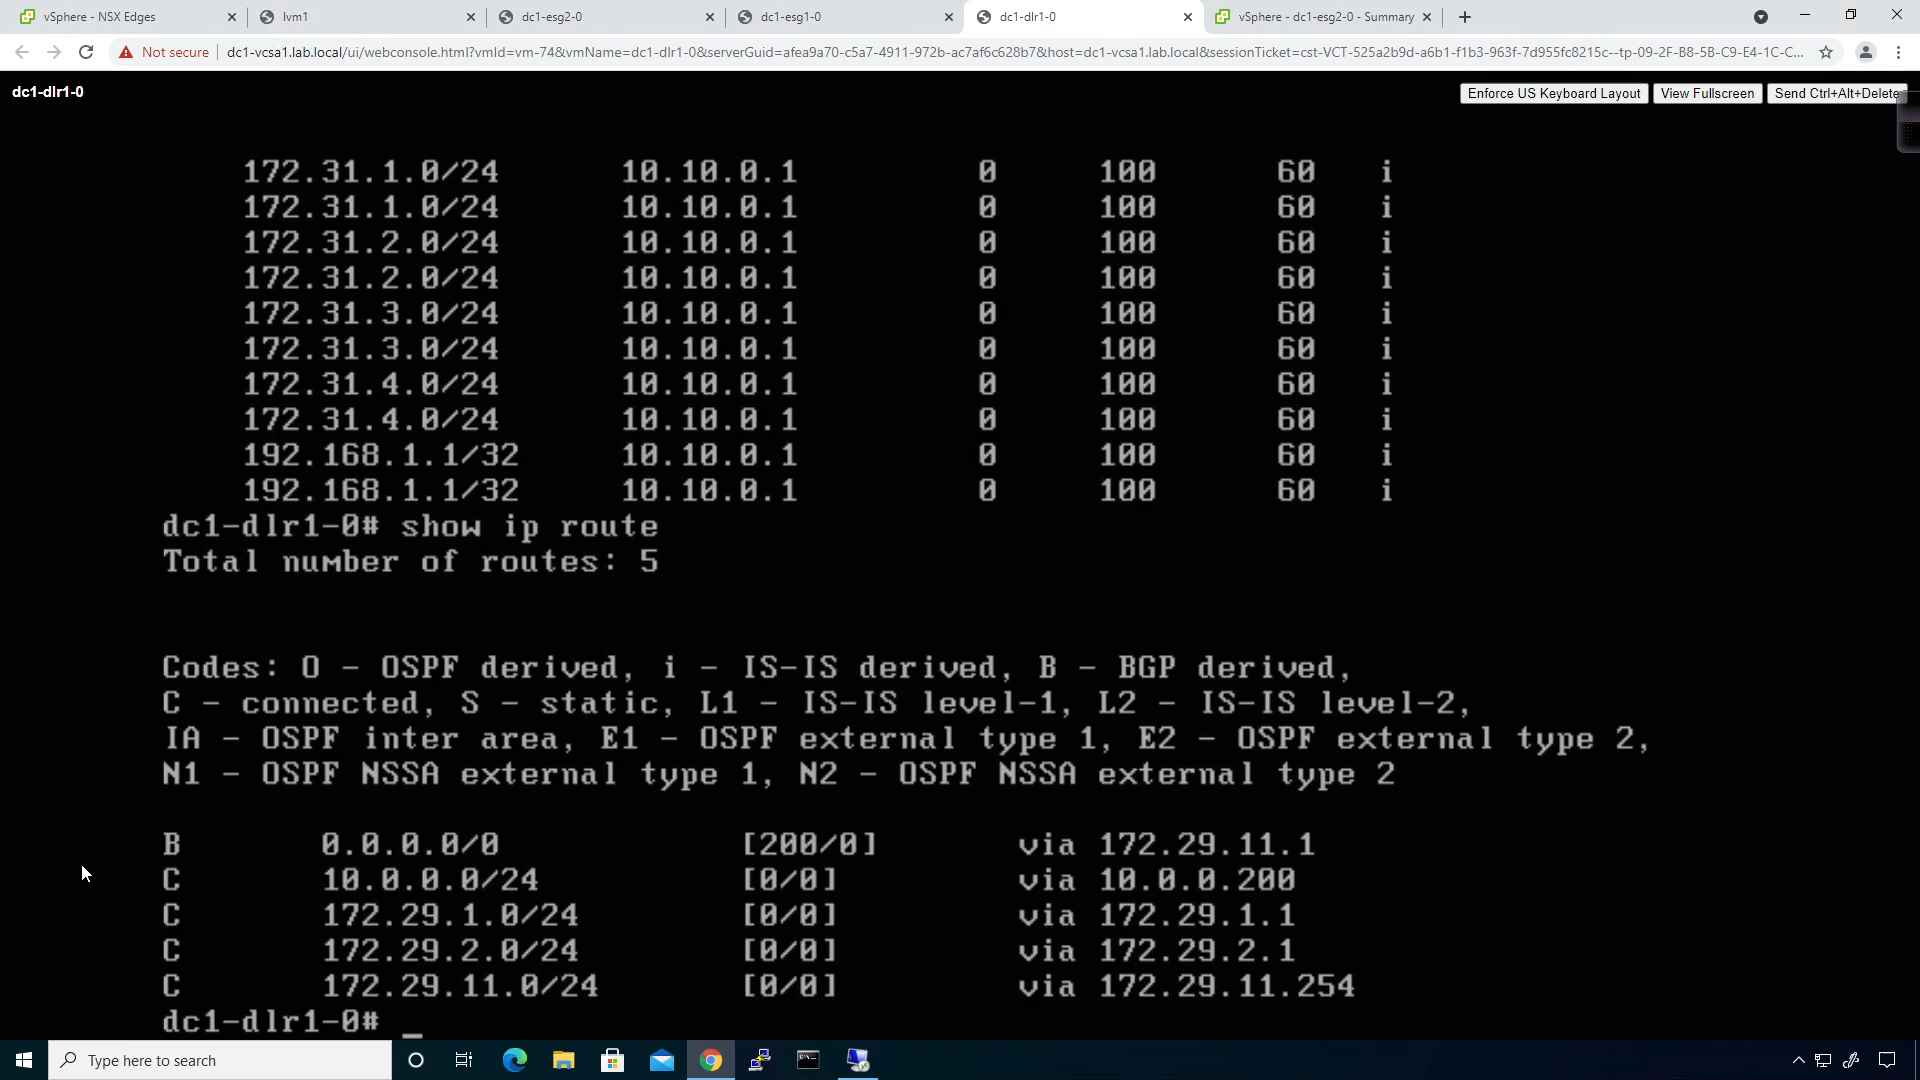 vSphere - NSX Edges
lvm1
dc1-esg2-0
dc1-esg1-0
dc1-dlr1-0
vSphere - dc1-esg2-0 - Summary
Not secure
dc1-vcsa1.lab.local/ui/webconsole.html?vmId=vm-74&vmName=dc1-dlr1-0&serverGuid=afea9a70-c5a7-4911-972b-ac7af6c628b7&host=dc1-vcsa1.lab.local&sessionTicket=cst-VCT-525a2b9d-a6b1-f1b3-963f-7d955fc8215c--tp-09-2F-B8-5B-C9-E4-1C-C...
dc1-dlr1-0
Enforce US Keyboard Layout
View Fullscreen
Send Ctrl+Alt+Delete
172.31.1.0/24 10.10.0.1 0 100 60 i
172.31.1.0/24 10.10.0.1 0 100 60 i
172.31.2.0/24 10.10.0.1 0 100 60 i
172.31.2.0/24 10.10.0.1 0 100 60 i
172.31.3.0/24 10.10.0.1 0 100 60 i
172.31.3.0/24 10.10.0.1 0 100 60 i
172.31.4.0/24 10.10.0.1 0 100 60 i
172.31.4.0/24 10.10.0.1 0 100 60 i
192.168.1.1/32 10.10.0.1 0 100 60 i
192.168.1.1/32 10.10.0.1 0 100 60 i
dc1-dlr1-0# show ip route
Total number of routes: 5
Codes: O - OSPF derived, i - IS-IS derived, B - BGP derived,
C - connected, S - static, L1 - IS-IS level-1, L2 - IS-IS level-2,
IA - OSPF inter area, E1 - OSPF external type 1, E2 - OSPF external type 2,
N1 - OSPF NSSA external type 1, N2 - OSPF NSSA external type 2
B 0.0.0.0/0 [200/0] via 172.29.11.1
C 10.0.0.0/24 [0/0] via 10.0.0.200
C 172.29.1.0/24 [0/0] via 172.29.1.1
C 172.29.2.0/24 [0/0] via 172.29.2.1
C 172.29.11.0/24 [0/0] via 172.29.11.254
dc1-dlr1-0# _
Type here to search